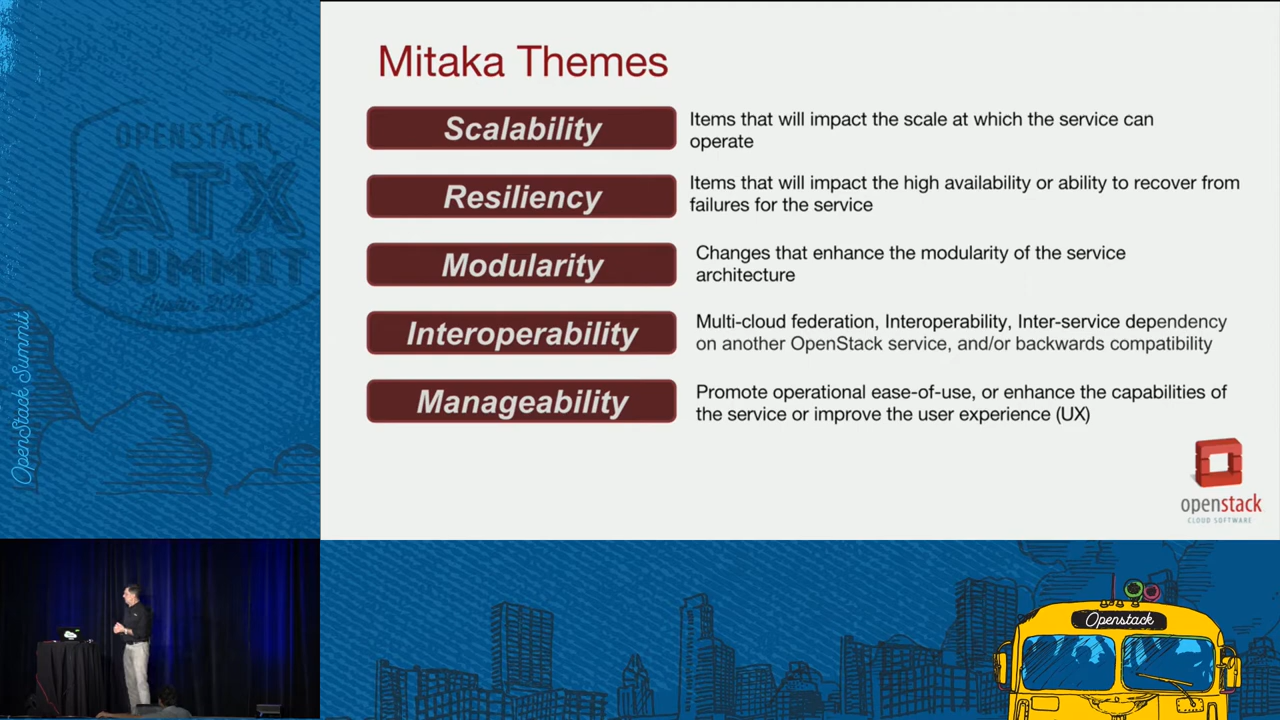 Mitaka Themes
Scalability
Items that will impact the scale at which the service can
operate
Resiliency
Items that will impact the high availability or ability to recover from
failures for the service
Modularity
Changes that enhance the modularity of the service
architecture
Interoperability
Multi-cloud federation, Interoperability, Inter-service dependency
on another OpenStack service, and/or backwards compatibility
Manageability
Promote operational ease-of-use, or enhance the capabilities of
the service or improve the user experience (UX)
openstack
CLOUD SOFTWARE
OPENSTACK
ATX
SUMMIT
OpenStack Summit
Openstack